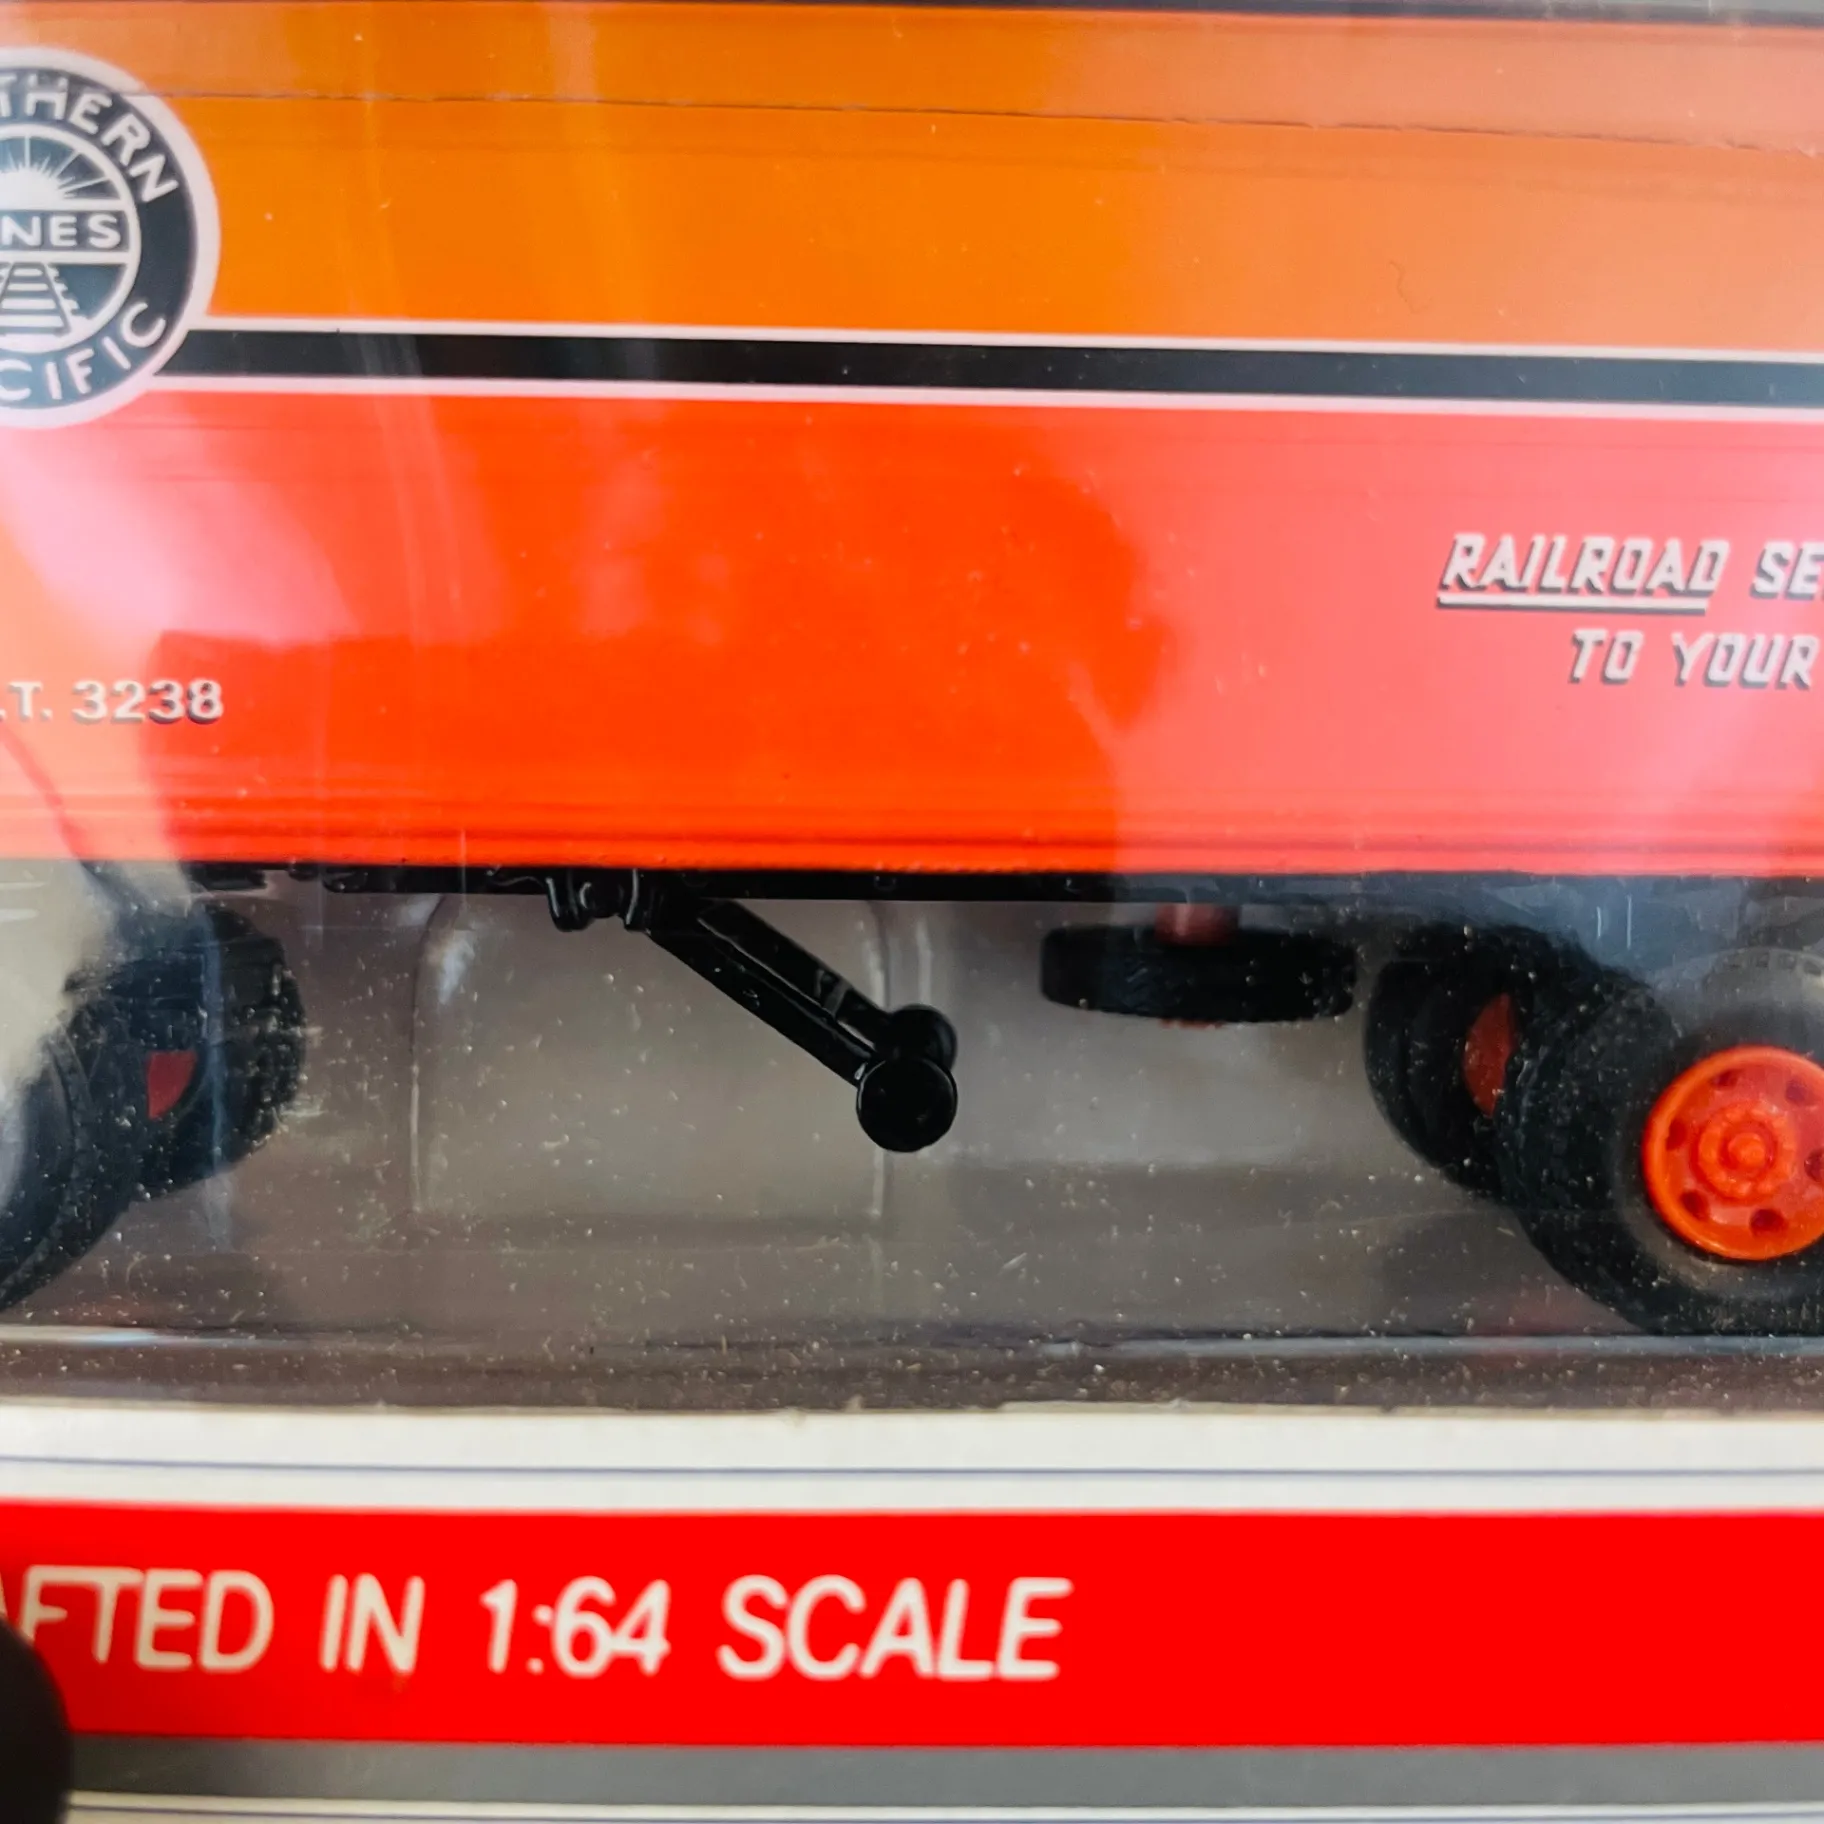 THERN
NES
CIFIC
.T. 3238
RAILROAD SE
TO YOUR
AFTED IN 1:64 SCALE